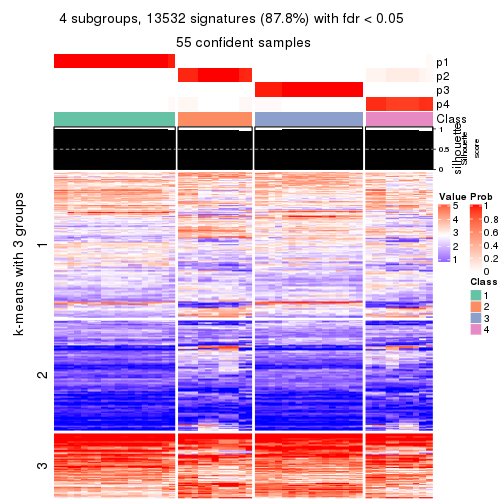 4 subgroups, 13532 signatures (87.8%) with fdr < 0.05
55 confident samples
p1
p2
p3
p4
Class
1
0.5
0
silhouette
Silhouette
score
k-means with 3 groups
1
2
3
Value
5
4
3
2
1
Prob
1
0.8
0.6
0.4
0.2
0
Class
1
2
3
4